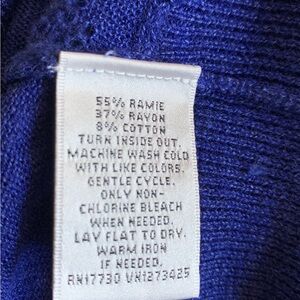 55% RAMIE
37% RAYON
8% COTTON
TURN INSIDE OUT.
MACHINE WASH COLD
WITH LIKE COLORS.
GENTLE CYCLE.
ONLY NON-
CHLORINE BLEACH
WHEN NEEDED.
LAY FLAT TO DRY.
WARM IRON
IF NEEDED.
RN17730 VN1273425